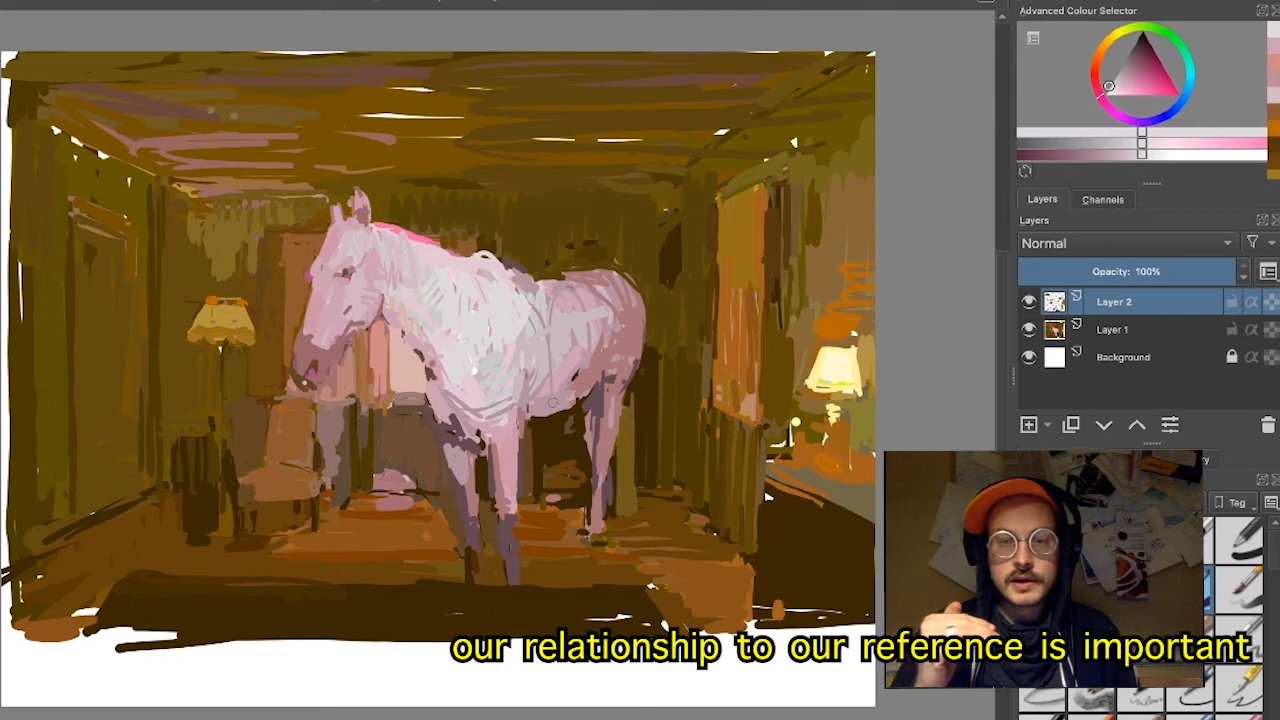 Advanced Colour Selector
Layers
Channels
Layers
Normal
Opacity: 100%
Layer 2
Layer 1
Background
Tag
our relationship to our reference is important